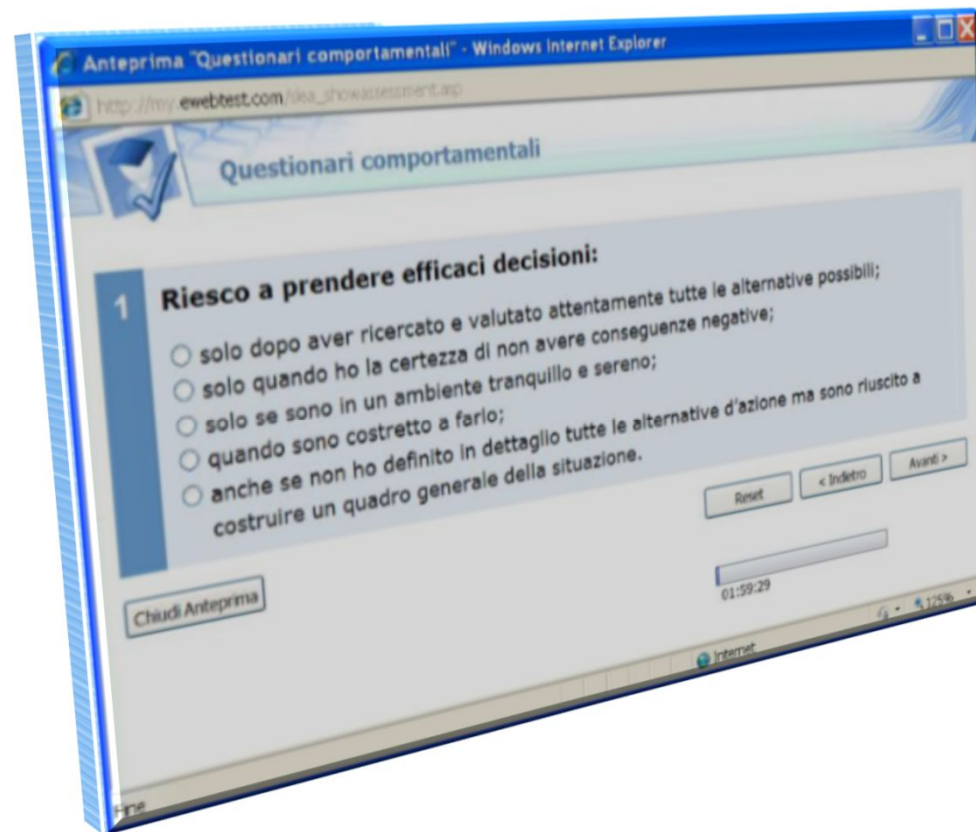 Anteprima "Questionari comportamentali" - Windows Internet Explorer
http://my.ewebtest.com/idea_showassessment.asp
Questionari comportamentali
1
Riesco a prendere efficaci decisioni:
solo dopo aver ricercato e valutato attentamente tutte le alternative possibili;
solo quando ho la certezza di non avere conseguenze negative;
solo se sono in un ambiente tranquillo e sereno;
quando sono costretto a farlo;
anche se non ho definito in dettaglio tutte le alternative d'azione ma sono riuscito a
costruire un quadro generale della situazione.
Reset
< Indietro
Avanti >
01:59:29
Chiudi Anteprima
Internet
125%
Fine